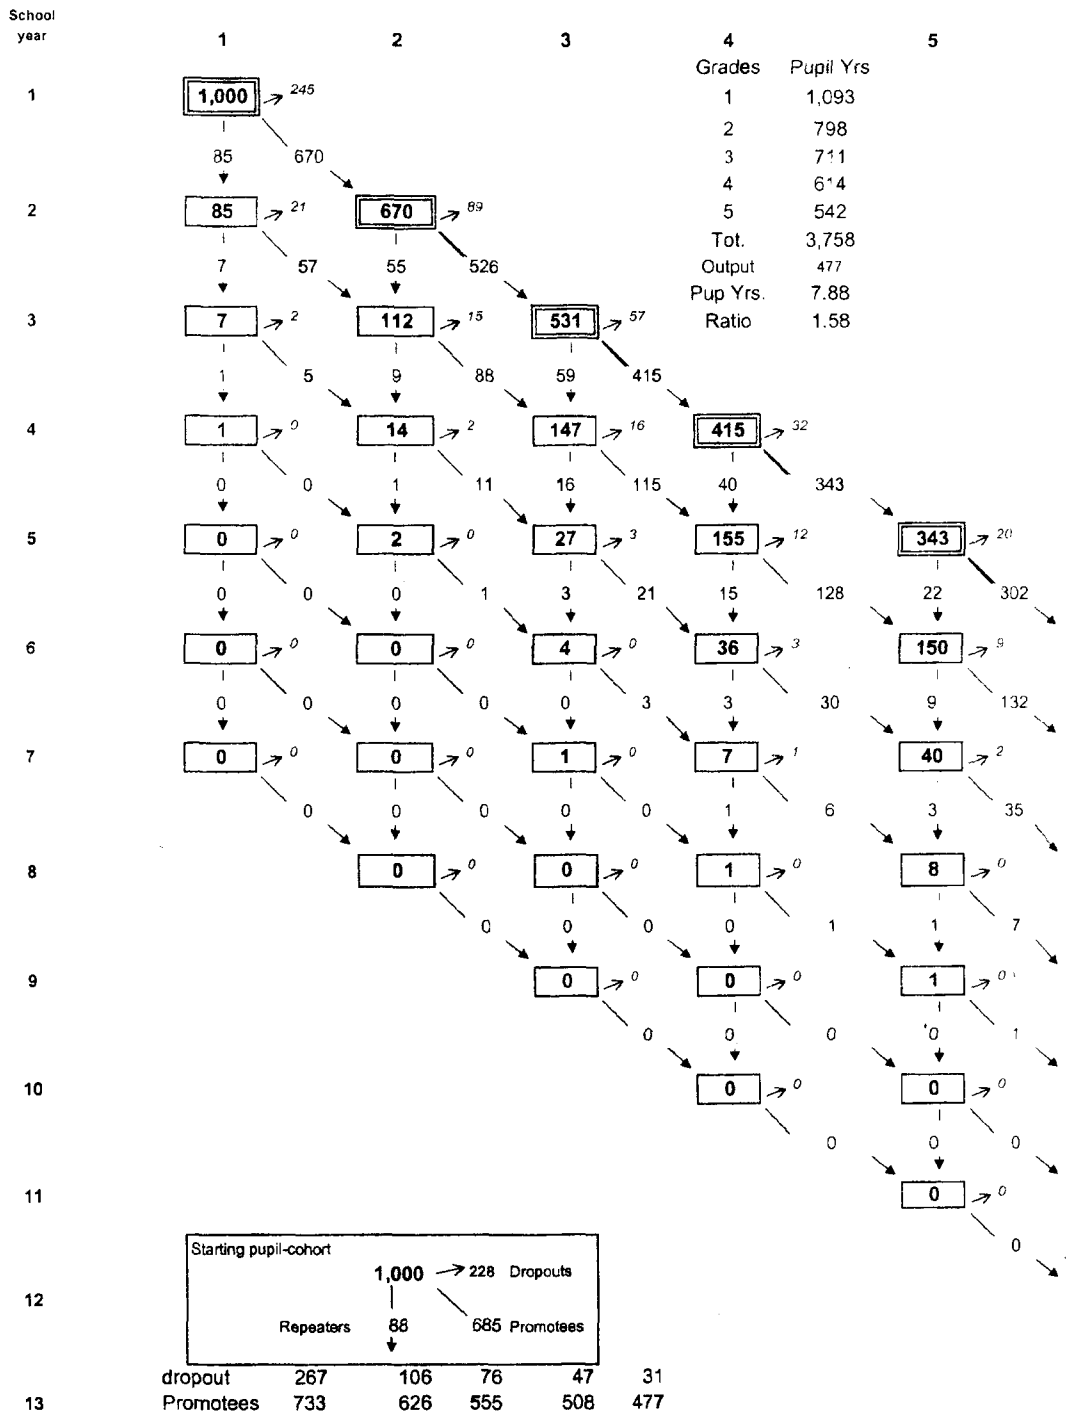 School
year
1 2 3 4 5
Grades Pupil Yrs
1 1,000 245 1 1,093
2 798
85 670 3 711
4 614
2 85 21 670 89 5 542
Tot. 3,758
7 57 55 526 Output 477
Pup Yrs. 7.88
3 7 2 112 15 531 57 Ratio 1.58
1 5 9 88 59 415
4 1 0 14 2 147 16 415 32
0 0 1 11 16 115 40 343
5 0 0 2 0 27 3 155 12 343 20
0 0 0 1 3 21 15 128 22 302
6 0 0 0 0 4 0 36 3 150 9
0 0 0 0 0 3 3 30 9 132
7 0 0 0 0 1 0 7 1 40 2
0 0 0 0 0 1 6 3 35
8 0 0 0 0 1 0 8 0
0 0 0 0 1 1 7
9 0 0 0 0 1 0
0 0 0 0 1
10 0 0 0 0
0 0 0
11 0 0
0
Starting pupil-cohort
1,000 228 Dropouts
12
Repeaters 88 685 Promotees
dropout 267 106 76 47 31
13 Promotees 733 626 555 508 477